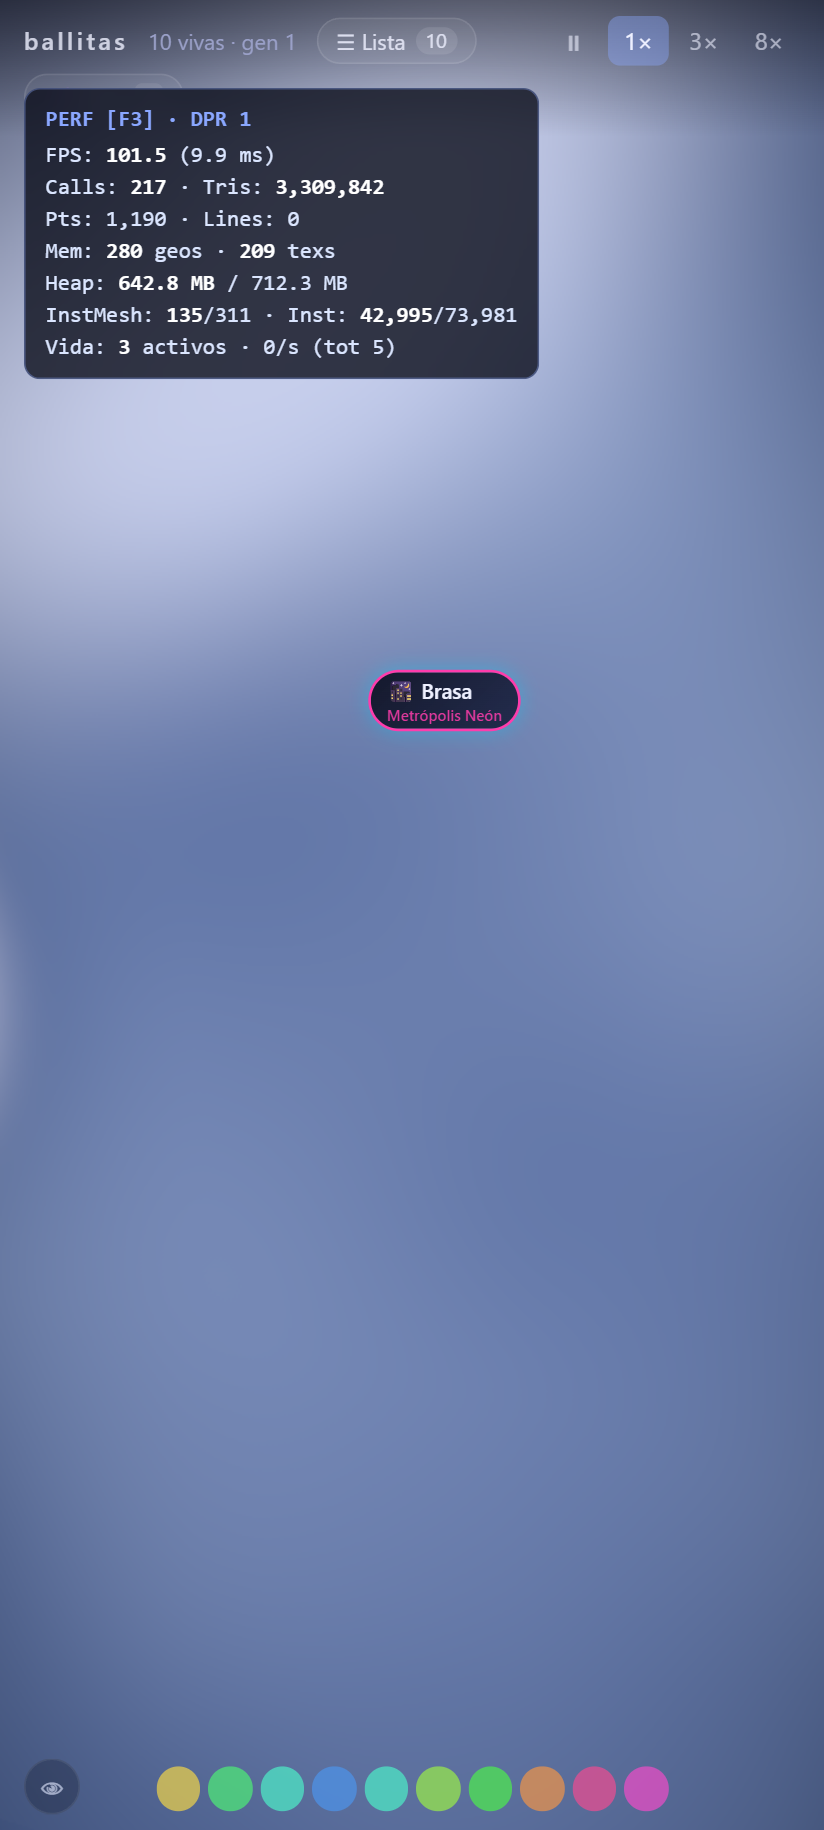 ballitas 10 vivas · gen 1 ☰ Lista 10 1× 3× 8×
PERF [F3] · DPR 1
FPS: 101.5 (9.9 ms)
Calls: 217 · Tris: 3,309,842
Pts: 1,190 · Lines: 0
Mem: 280 geos · 209 texs
Heap: 642.8 MB / 712.3 MB
InstMesh: 135/311 · Inst: 42,995/73,981
Vida: 3 activos · 0/s (tot 5)
Brasa
Metrópolis Neón